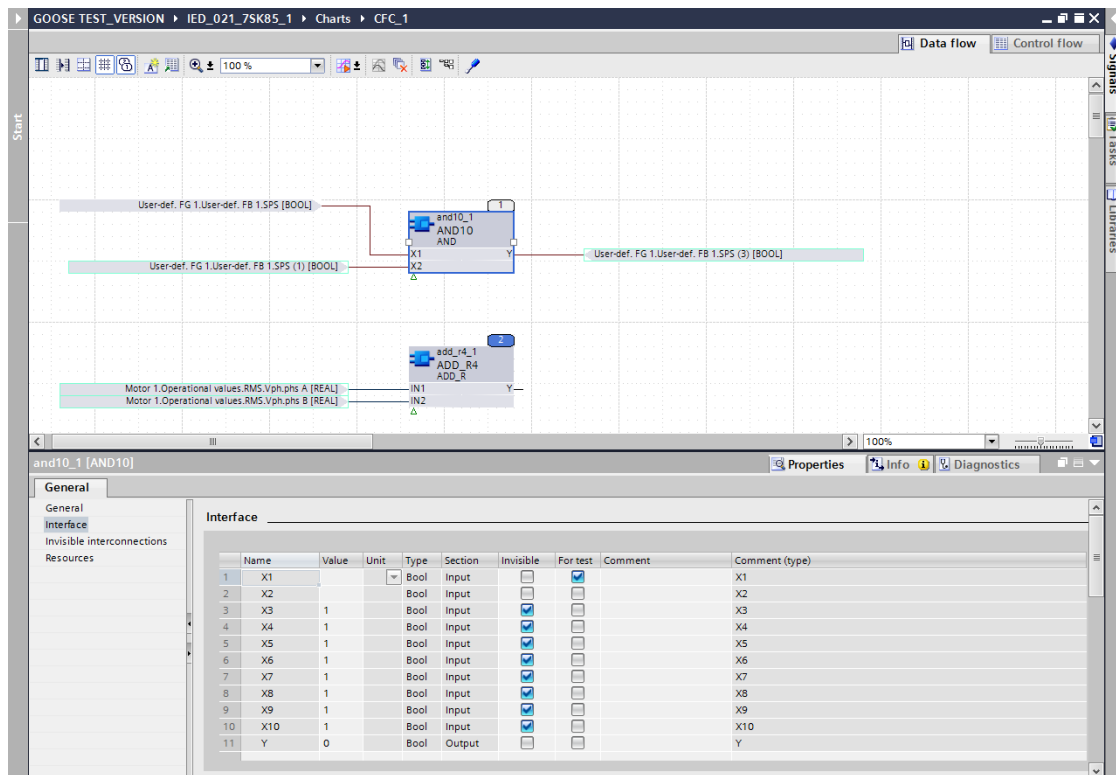 GOOSE TEST_VERSION ▸ IED_021_7SK85_1 ▸ Charts ▸ CFC_1
Data flow Control flow
100 %
Start
Signals
Tasks
Libraries
User-def. FG 1.User-def. FB 1.SPS [BOOL]
1
and10_1
AND10
AND
X1 Y
User-def. FG 1.User-def. FB 1.SPS (3) [BOOL]
User-def. FG 1.User-def. FB 1.SPS (1) [BOOL]
X2
2
add_r4_1
ADD_R4
ADD_R
Motor 1.Operational values.RMS.Vph.phs A [REAL]
IN1 Y
Motor 1.Operational values.RMS.Vph.phs B [REAL]
IN2
100%
and10_1 [AND10]
Properties Info Diagnostics
General
General
Interface
Invisible interconnections
Resources
Interface
Name Value Unit Type Section Invisible For test Comment Comment (type)
1 X1 Bool Input X1
2 X2 Bool Input X2
3 X3 1 Bool Input X3
4 X4 1 Bool Input X4
5 X5 1 Bool Input X5
6 X6 1 Bool Input X6
7 X7 1 Bool Input X7
8 X8 1 Bool Input X8
9 X9 1 Bool Input X9
10 X10 1 Bool Input X10
11 Y 0 Bool Output Y